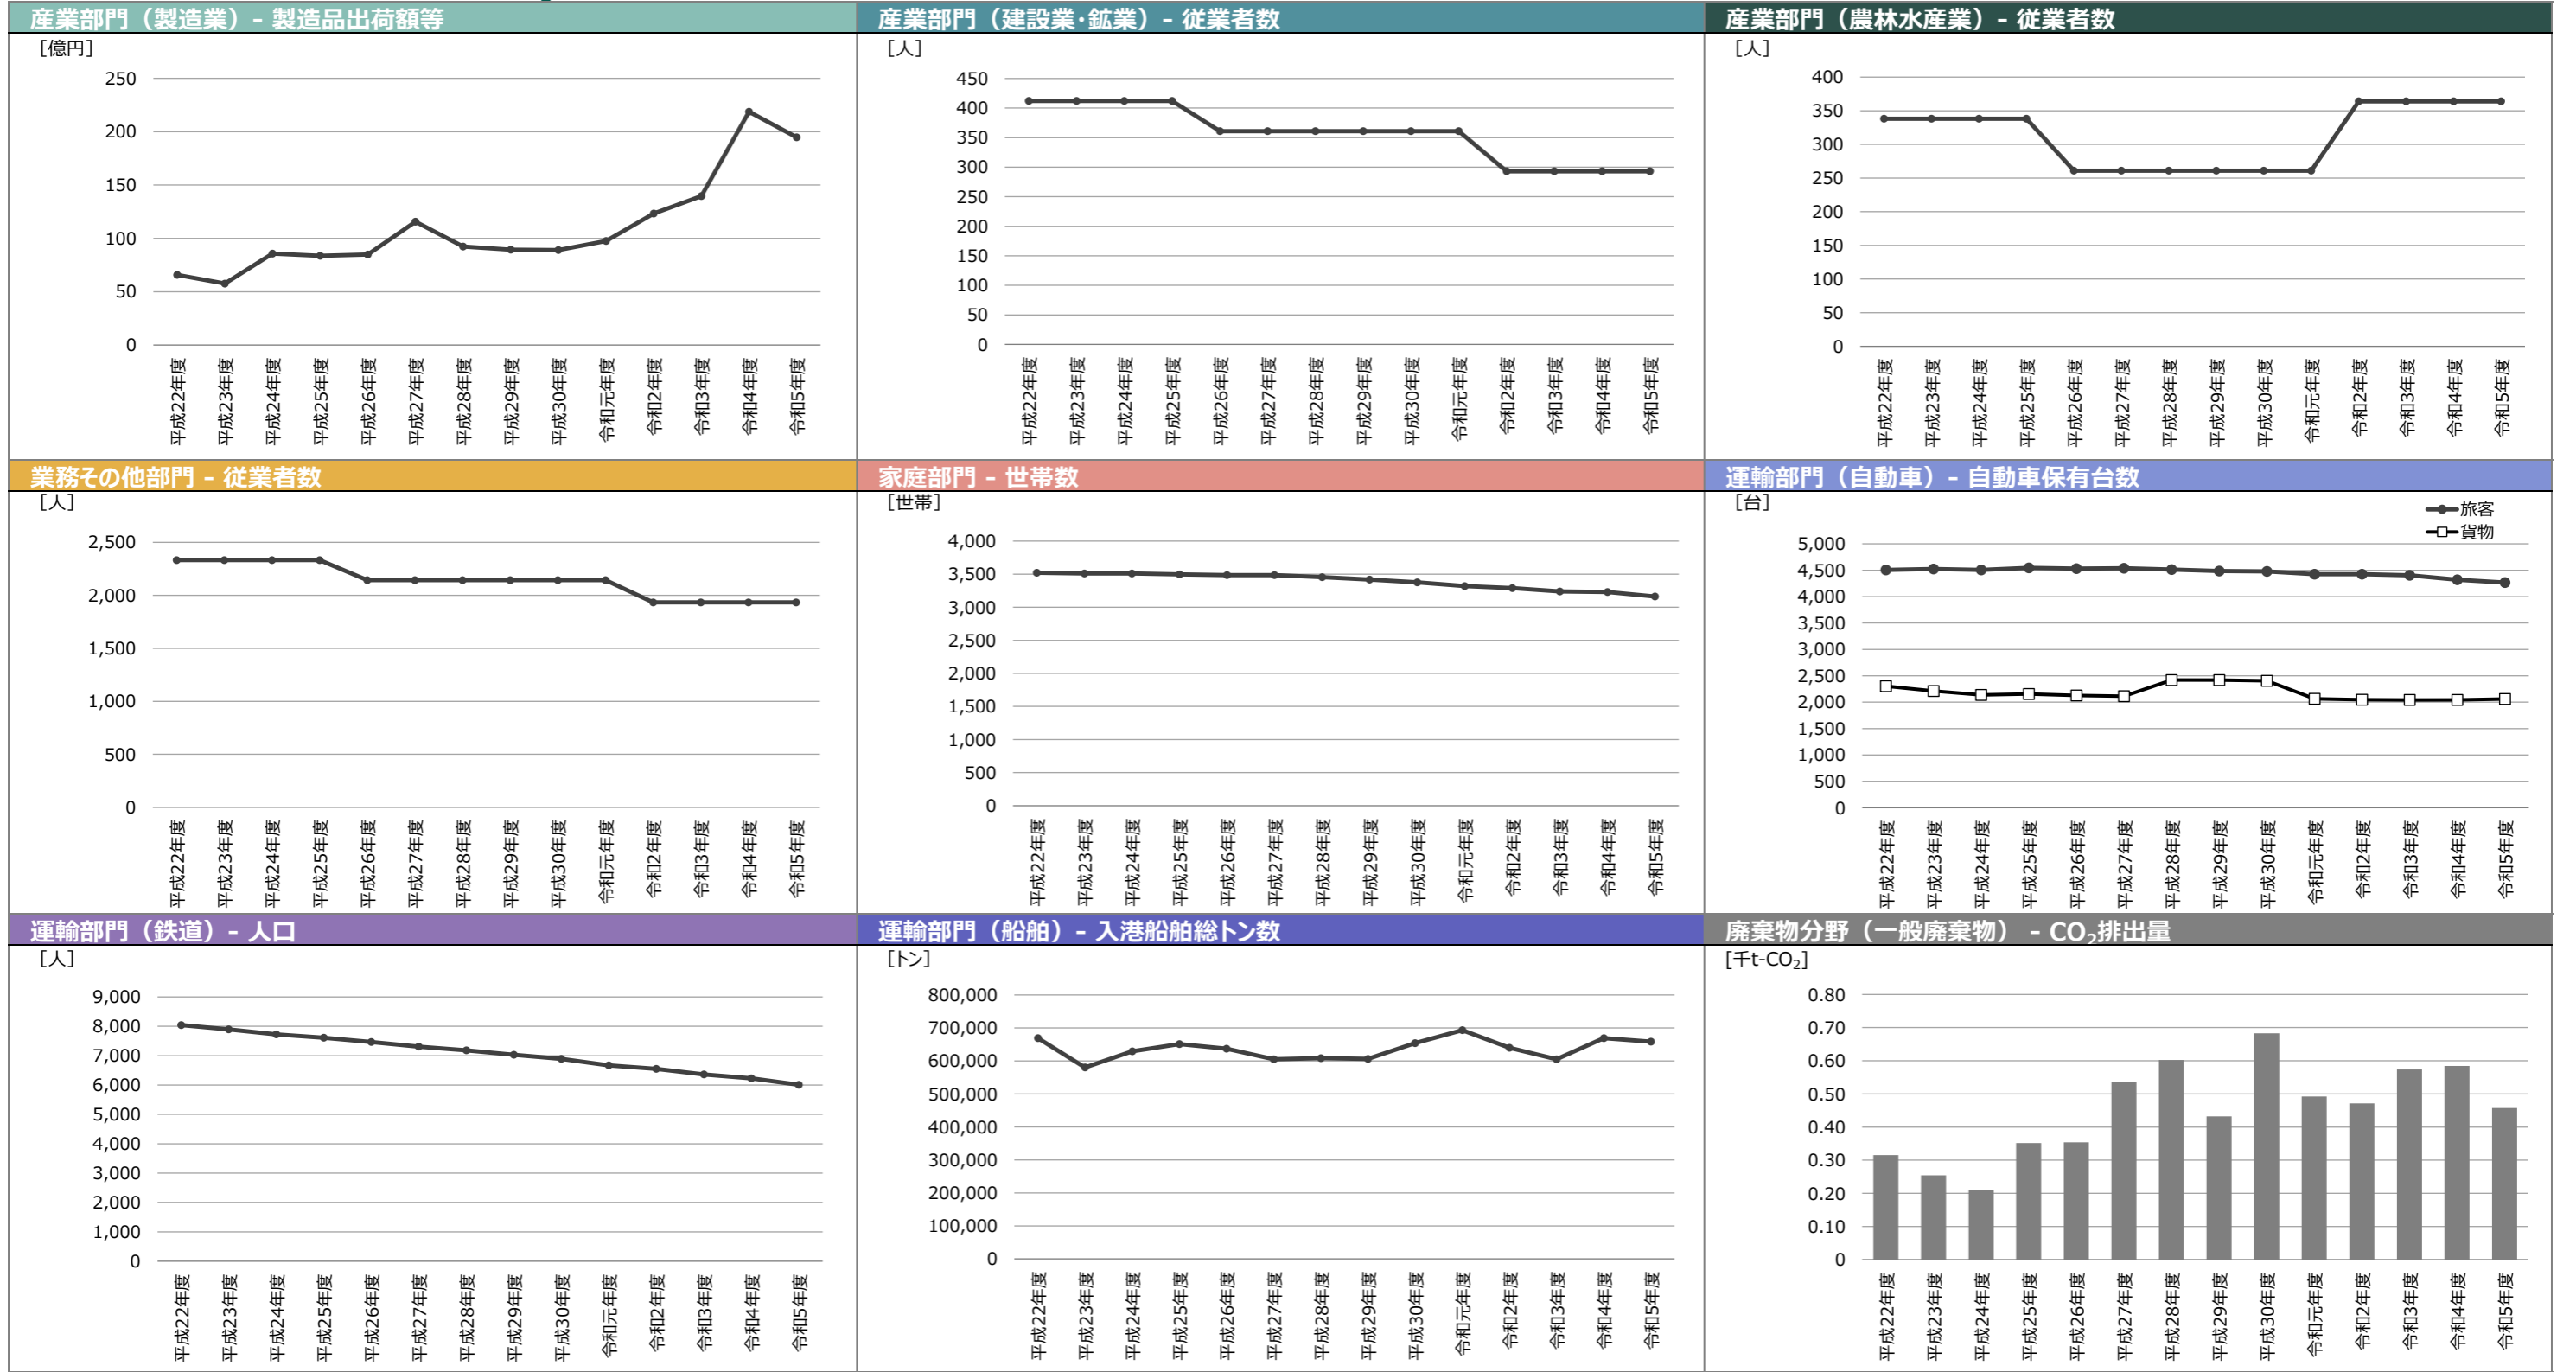 産業部門（製造業）- 製造品出荷額等
[億円]
250
200
150
100
50
0
平成22年度
平成23年度
平成24年度
平成25年度
平成26年度
平成27年度
平成28年度
平成29年度
平成30年度
令和元年度
令和2年度
令和3年度
令和4年度
令和5年度
産業部門（建設業・鉱業）- 従業者数
[人]
450
400
350
300
250
200
150
100
50
0
平成22年度
平成23年度
平成24年度
平成25年度
平成26年度
平成27年度
平成28年度
平成29年度
平成30年度
令和元年度
令和2年度
令和3年度
令和4年度
令和5年度
産業部門（農林水産業）- 従業者数
[人]
400
350
300
250
200
150
100
50
0
平成22年度
平成23年度
平成24年度
平成25年度
平成26年度
平成27年度
平成28年度
平成29年度
平成30年度
令和元年度
令和2年度
令和3年度
令和4年度
令和5年度
業務その他部門 - 従業者数
[人]
2,500
2,000
1,500
1,000
500
0
平成22年度
平成23年度
平成24年度
平成25年度
平成26年度
平成27年度
平成28年度
平成29年度
平成30年度
令和元年度
令和2年度
令和3年度
令和4年度
令和5年度
家庭部門 - 世帯数
[世帯]
4,000
3,500
3,000
2,500
2,000
1,500
1,000
500
0
平成22年度
平成23年度
平成24年度
平成25年度
平成26年度
平成27年度
平成28年度
平成29年度
平成30年度
令和元年度
令和2年度
令和3年度
令和4年度
令和5年度
運輸部門（自動車）- 自動車保有台数
[台]
旅客
貨物
5,000
4,500
4,000
3,500
3,000
2,500
2,000
1,500
1,000
500
0
平成22年度
平成23年度
平成24年度
平成25年度
平成26年度
平成27年度
平成28年度
平成29年度
平成30年度
令和元年度
令和2年度
令和3年度
令和4年度
令和5年度
運輸部門（鉄道）- 人口
[人]
9,000
8,000
7,000
6,000
5,000
4,000
3,000
2,000
1,000
0
平成22年度
平成23年度
平成24年度
平成25年度
平成26年度
平成27年度
平成28年度
平成29年度
平成30年度
令和元年度
令和2年度
令和3年度
令和4年度
令和5年度
運輸部門（船舶）- 入港船舶総トン数
[トン]
800,000
700,000
600,000
500,000
400,000
300,000
200,000
100,000
0
平成22年度
平成23年度
平成24年度
平成25年度
平成26年度
平成27年度
平成28年度
平成29年度
平成30年度
令和元年度
令和2年度
令和3年度
令和4年度
令和5年度
廃棄物分野（一般廃棄物） - CO₂排出量
[千t-CO₂]
0.80
0.70
0.60
0.50
0.40
0.30
0.20
0.10
0
平成22年度
平成23年度
平成24年度
平成25年度
平成26年度
平成27年度
平成28年度
平成29年度
平成30年度
令和元年度
令和2年度
令和3年度
令和4年度
令和5年度